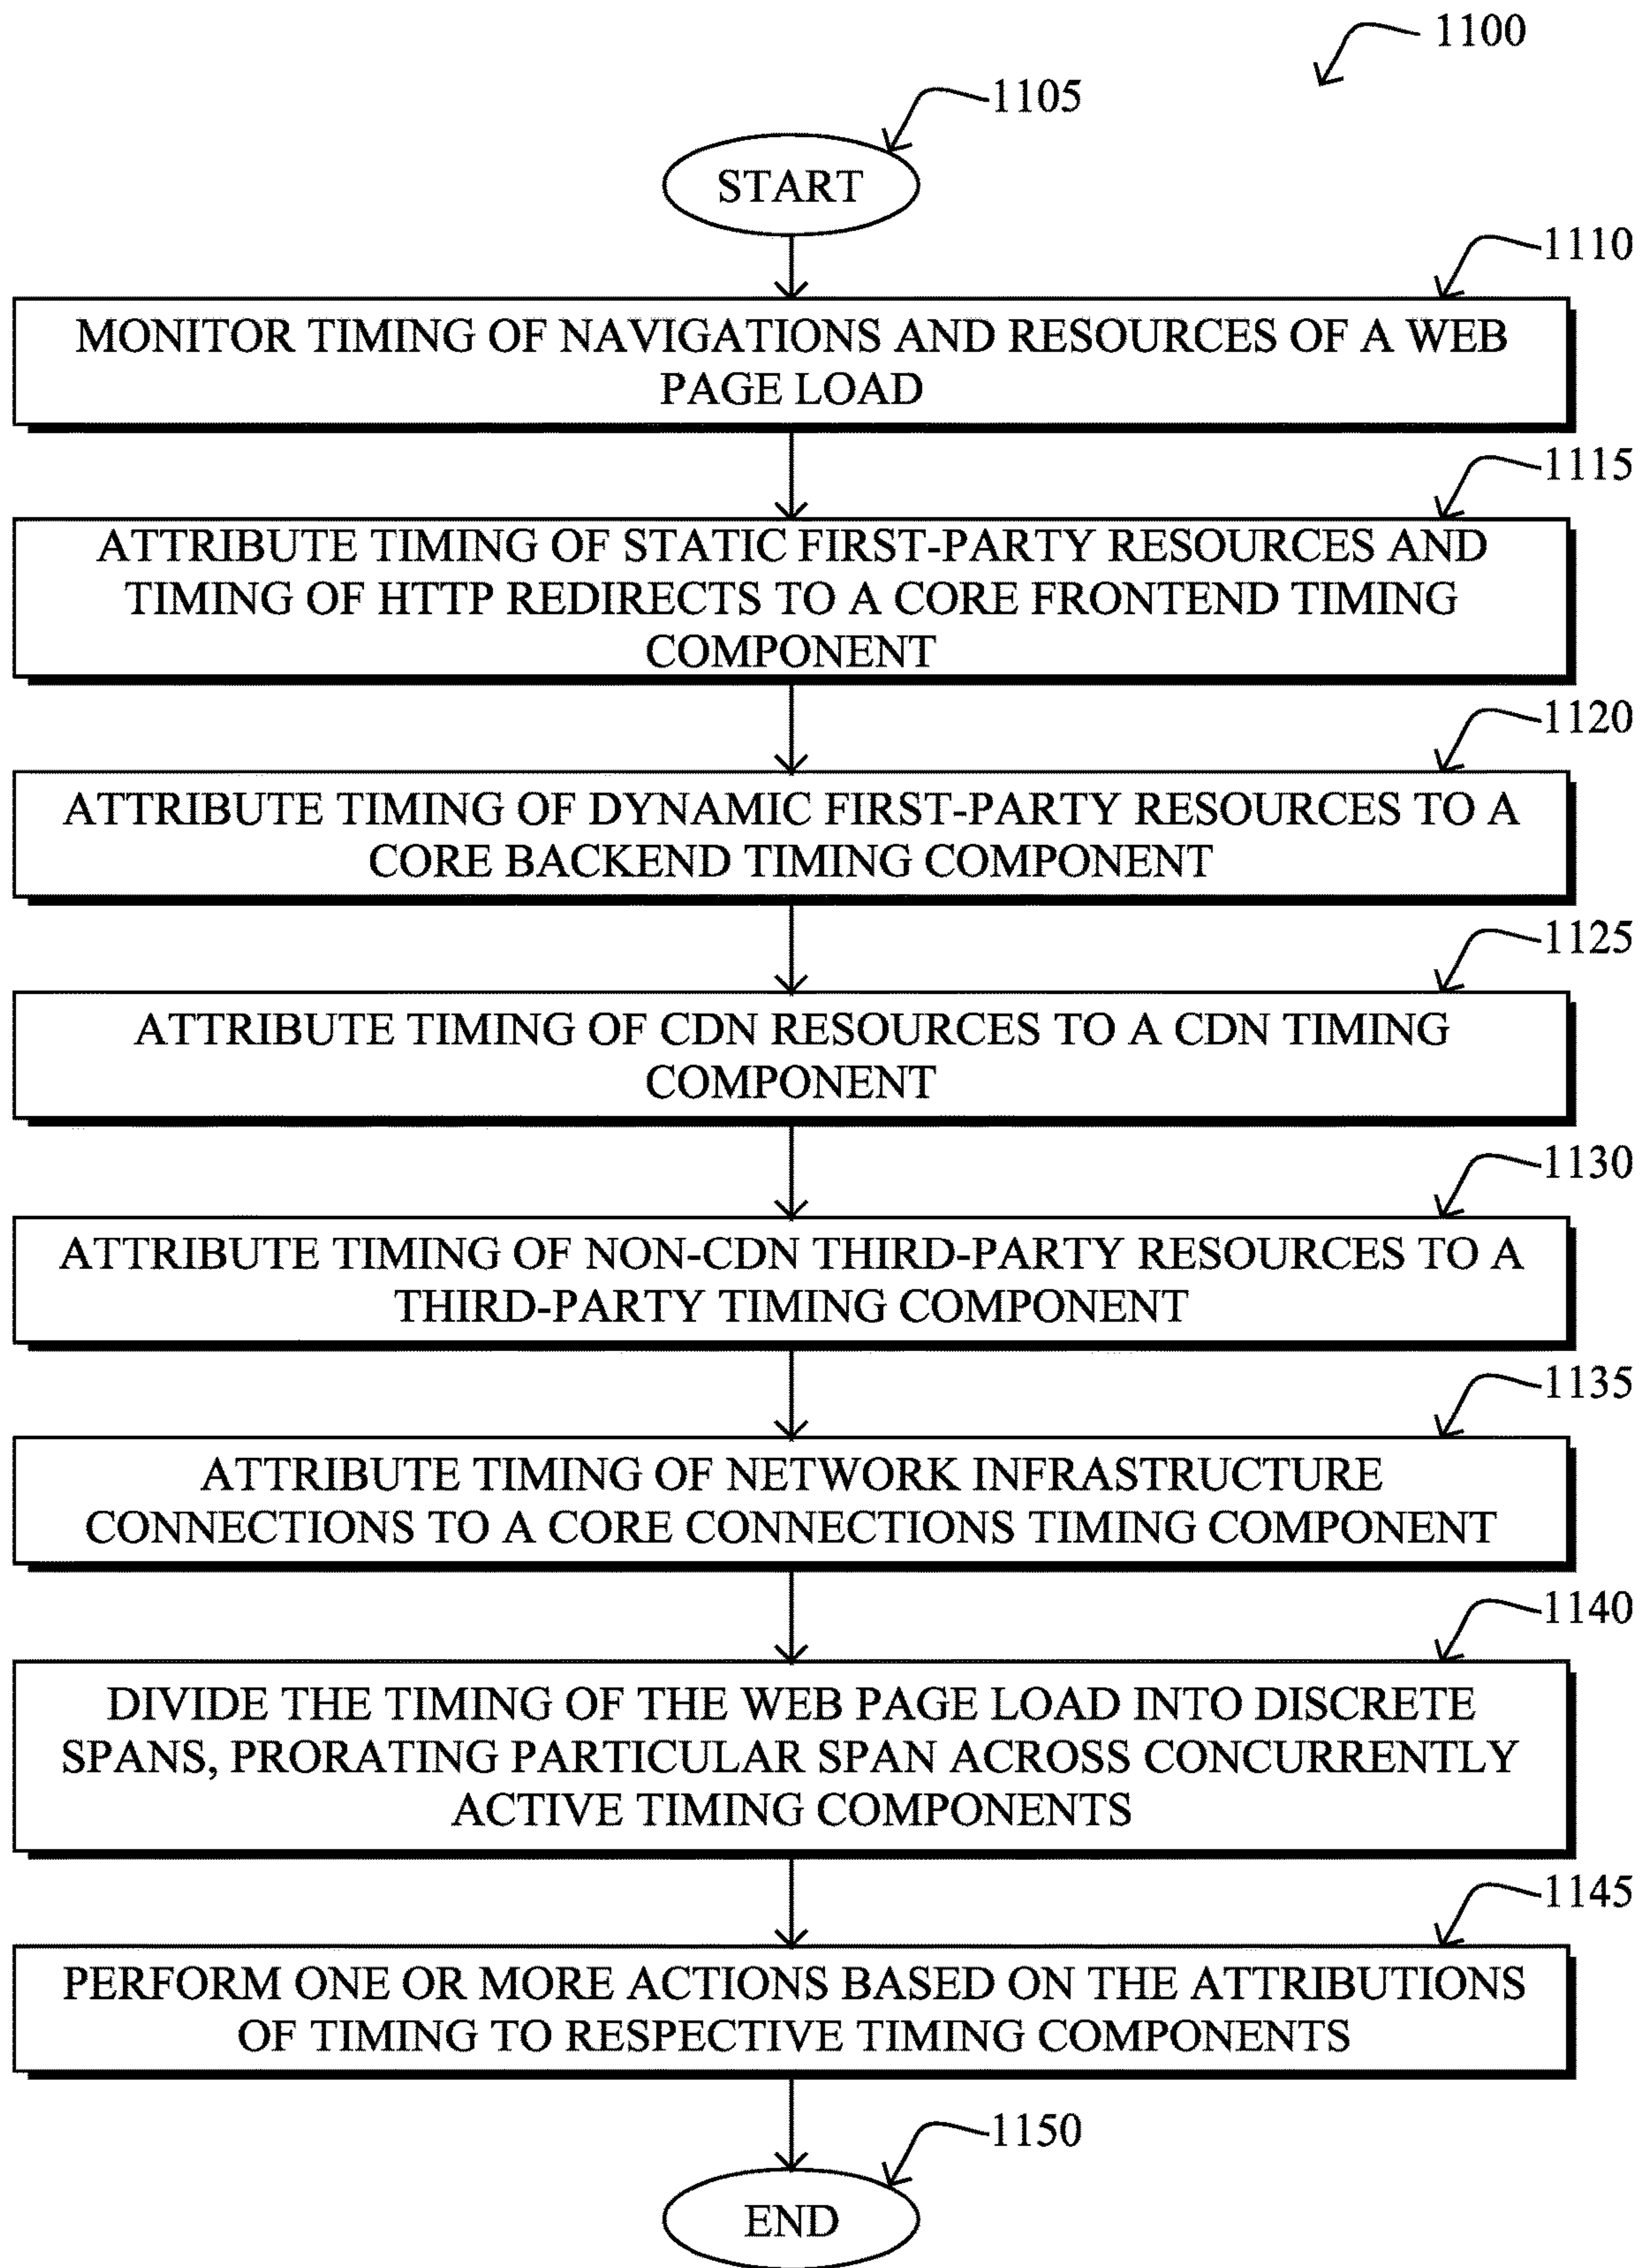 1100
1105
START
1110
MONITOR TIMING OF NAVIGATIONS AND RESOURCES OF A WEB
PAGE LOAD
1115
ATTRIBUTE TIMING OF STATIC FIRST-PARTY RESOURCES AND
TIMING OF HTTP REDIRECTS TO A CORE FRONTEND TIMING
COMPONENT
1120
ATTRIBUTE TIMING OF DYNAMIC FIRST-PARTY RESOURCES TO A
CORE BACKEND TIMING COMPONENT
1125
ATTRIBUTE TIMING OF CDN RESOURCES TO A CDN TIMING
COMPONENT
1130
ATTRIBUTE TIMING OF NON-CDN THIRD-PARTY RESOURCES TO A
THIRD-PARTY TIMING COMPONENT
1135
ATTRIBUTE TIMING OF NETWORK INFRASTRUCTURE
CONNECTIONS TO A CORE CONNECTIONS TIMING COMPONENT
1140
DIVIDE THE TIMING OF THE WEB PAGE LOAD INTO DISCRETE
SPANS, PRORATING PARTICULAR SPAN ACROSS CONCURRENTLY
ACTIVE TIMING COMPONENTS
1145
PERFORM ONE OR MORE ACTIONS BASED ON THE ATTRIBUTIONS
OF TIMING TO RESPECTIVE TIMING COMPONENTS
1150
END